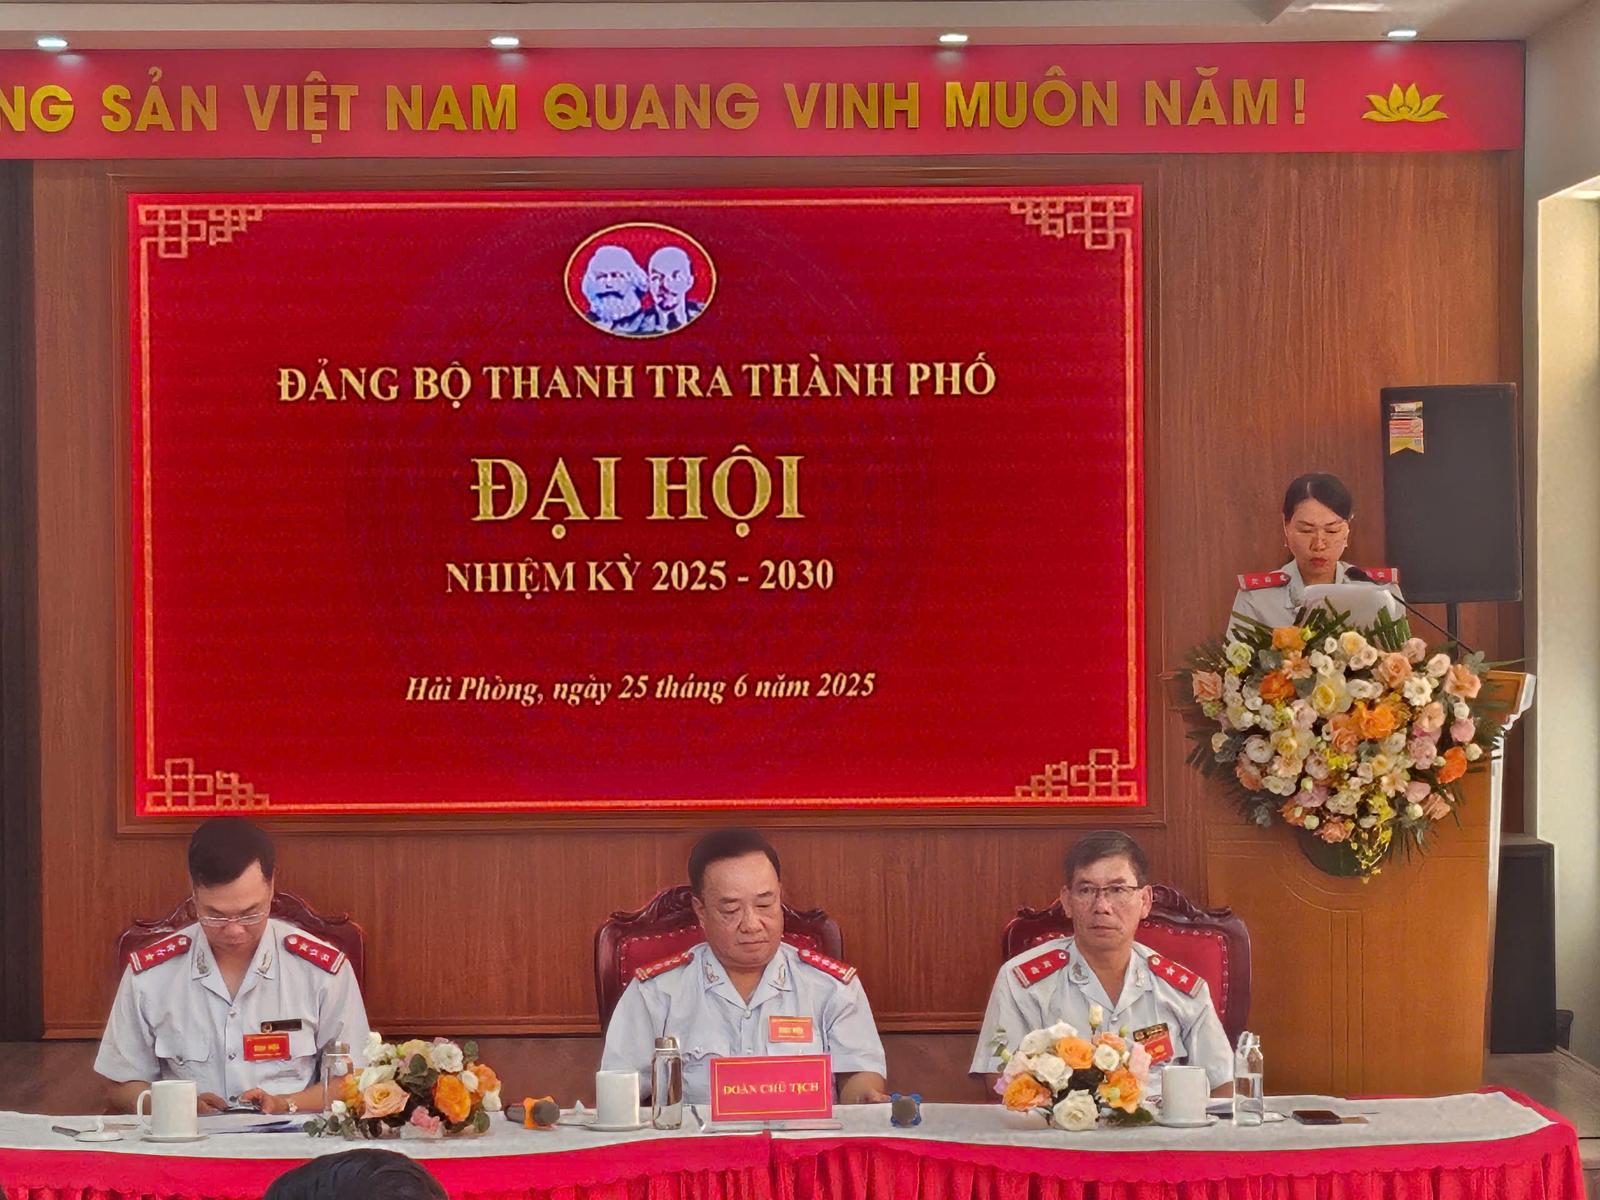 NG SẢN VIỆT NAM QUANG VINH MUÔN NĂM!
ĐẢNG BỘ THANH TRA THÀNH PHỐ
ĐẠI HỘI
NHIỆM KỲ 2025 - 2030
Hải Phòng, ngày 25 tháng 6 năm 2025
ĐOÀN CHỦ TỊCH